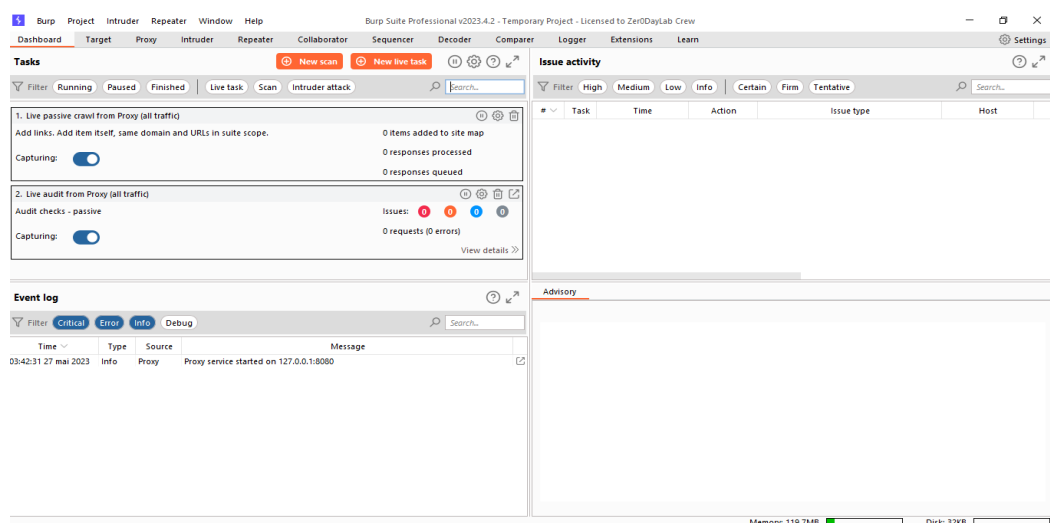 Burp Project Intruder Repeater Window Help Burp Suite Professional v2023.4.2 - Temporary Project - Licensed to Zer0DayLab Crew
Dashboard Target Proxy Intruder Repeater Collaborator Sequencer Decoder Comparer Logger Extensions Learn Settings
Tasks New scan New live task
Filter Running Paused Finished Live task Scan Intruder attack Search...
1. Live passive crawl from Proxy (all traffic)
Add links. Add item itself, same domain and URLs in suite scope. 0 items added to site map
Capturing: 0 responses processed
0 responses queued
2. Live audit from Proxy (all traffic)
Audit checks - passive Issues: 0 0 0 0
Capturing: 0 requests (0 errors)
View details
Event log
Filter Critical Error Info Debug Search...
Time Type Source Message
03:42:31 27 mai 2023 Info Proxy Proxy service started on 127.0.0.1:8080
Issue activity
Filter High Medium Low Info Certain Firm Tentative Search...
# Task Time Action Issue type Host
Advisory
Memory: 119.7MB Disk: 32KB